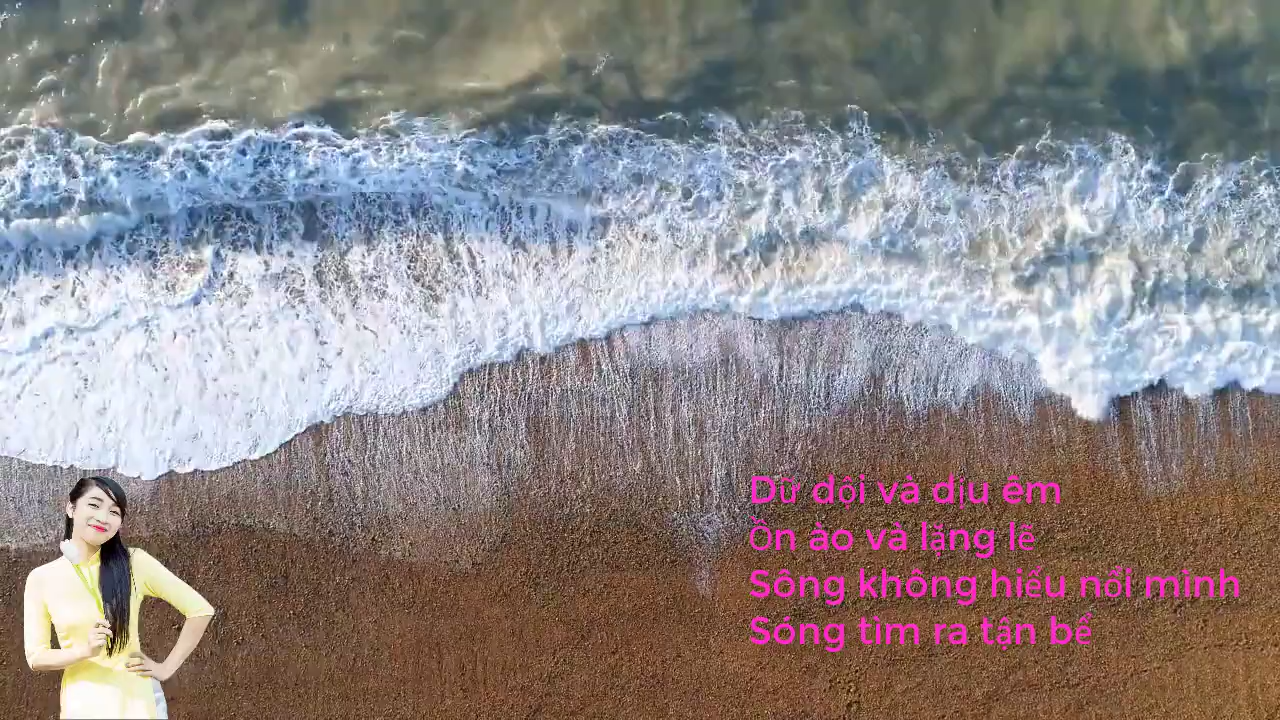 Dữ dội và dịu êm
Ồn ào và lặng lẽ
Sông không hiểu nổi mình
Sóng tìm ra tận bể